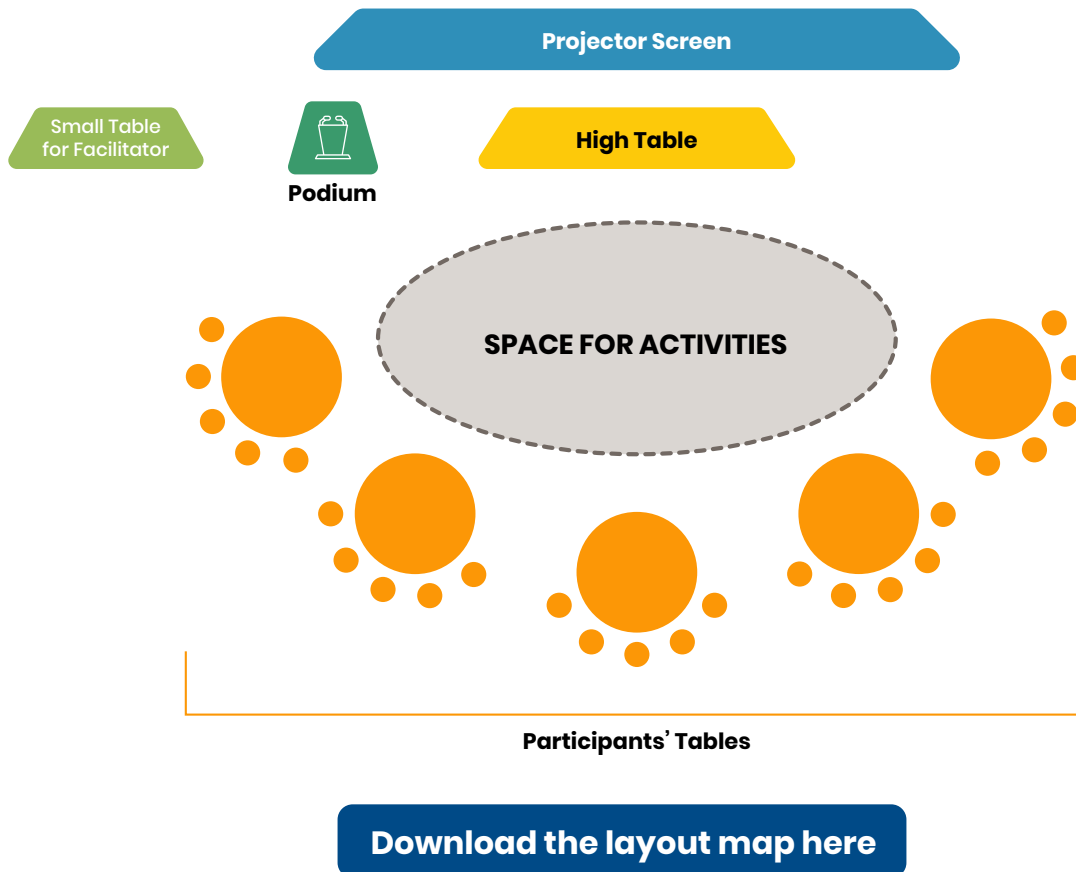 Projector Screen
Small Table
for Facilitator
High Table
Podium
SPACE FOR ACTIVITIES
Participants’ Tables
Download the layout map here